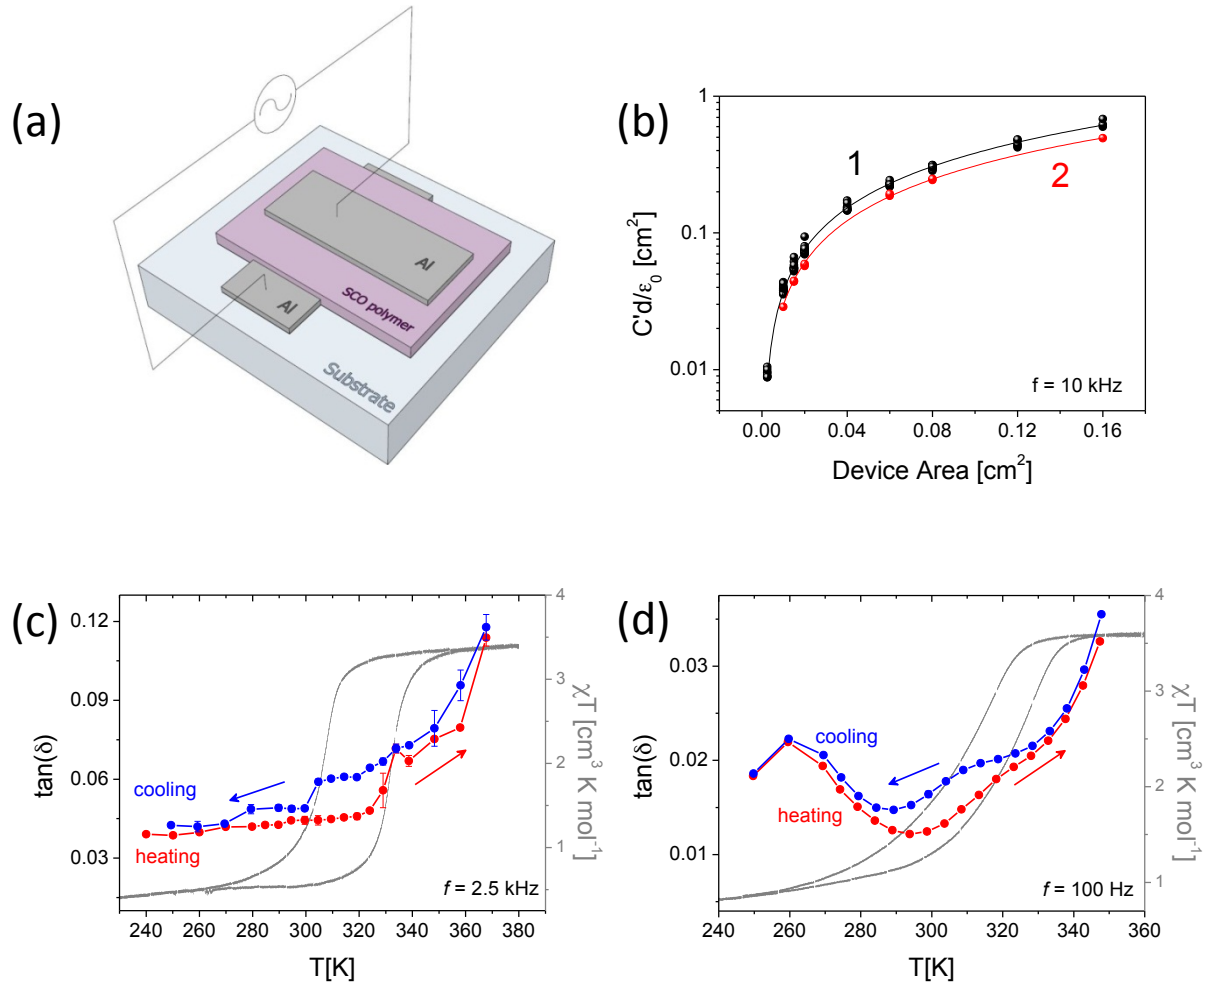 (a)
Al
Al
SCO polymer
Substrate
(b)
1
0.1
0.01
C'd/ε₀ [cm²]
1
2
f = 10 kHz
0.00 0.04 0.08 0.12 0.16
Device Area [cm²]
(c)
0.12
0.09
0.06
0.03
tan(δ)
cooling
heating
f = 2.5 kHz
4
3
2
1
χT [cm³ K mol⁻¹]
240 260 280 300 320 340 360 380
T[K]
(d)
0.03
0.02
0.01
tan(δ)
cooling
heating
f = 100 Hz
4
3
2
1
χT [cm³ K mol⁻¹]
240 260 280 300 320 340 360
T[K]